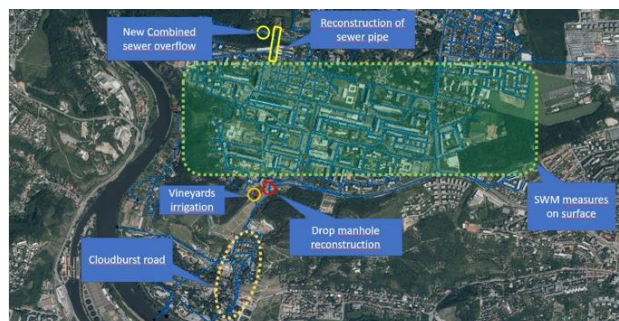 New Combined
sewer overflow
Reconstruction of
sewer pipe
Vineyards
irrigation
Drop manhole
reconstruction
SWM measures
on surface
Cloudburst road